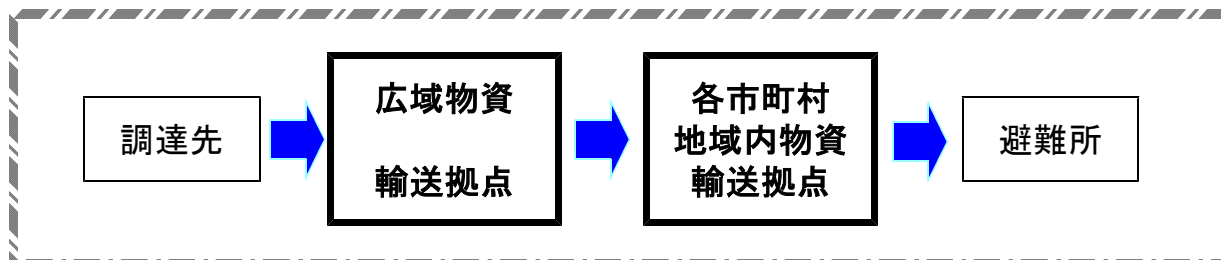 調達先
広域物資
輸送拠点
各市町村
地域内物資
輸送拠点
避難所